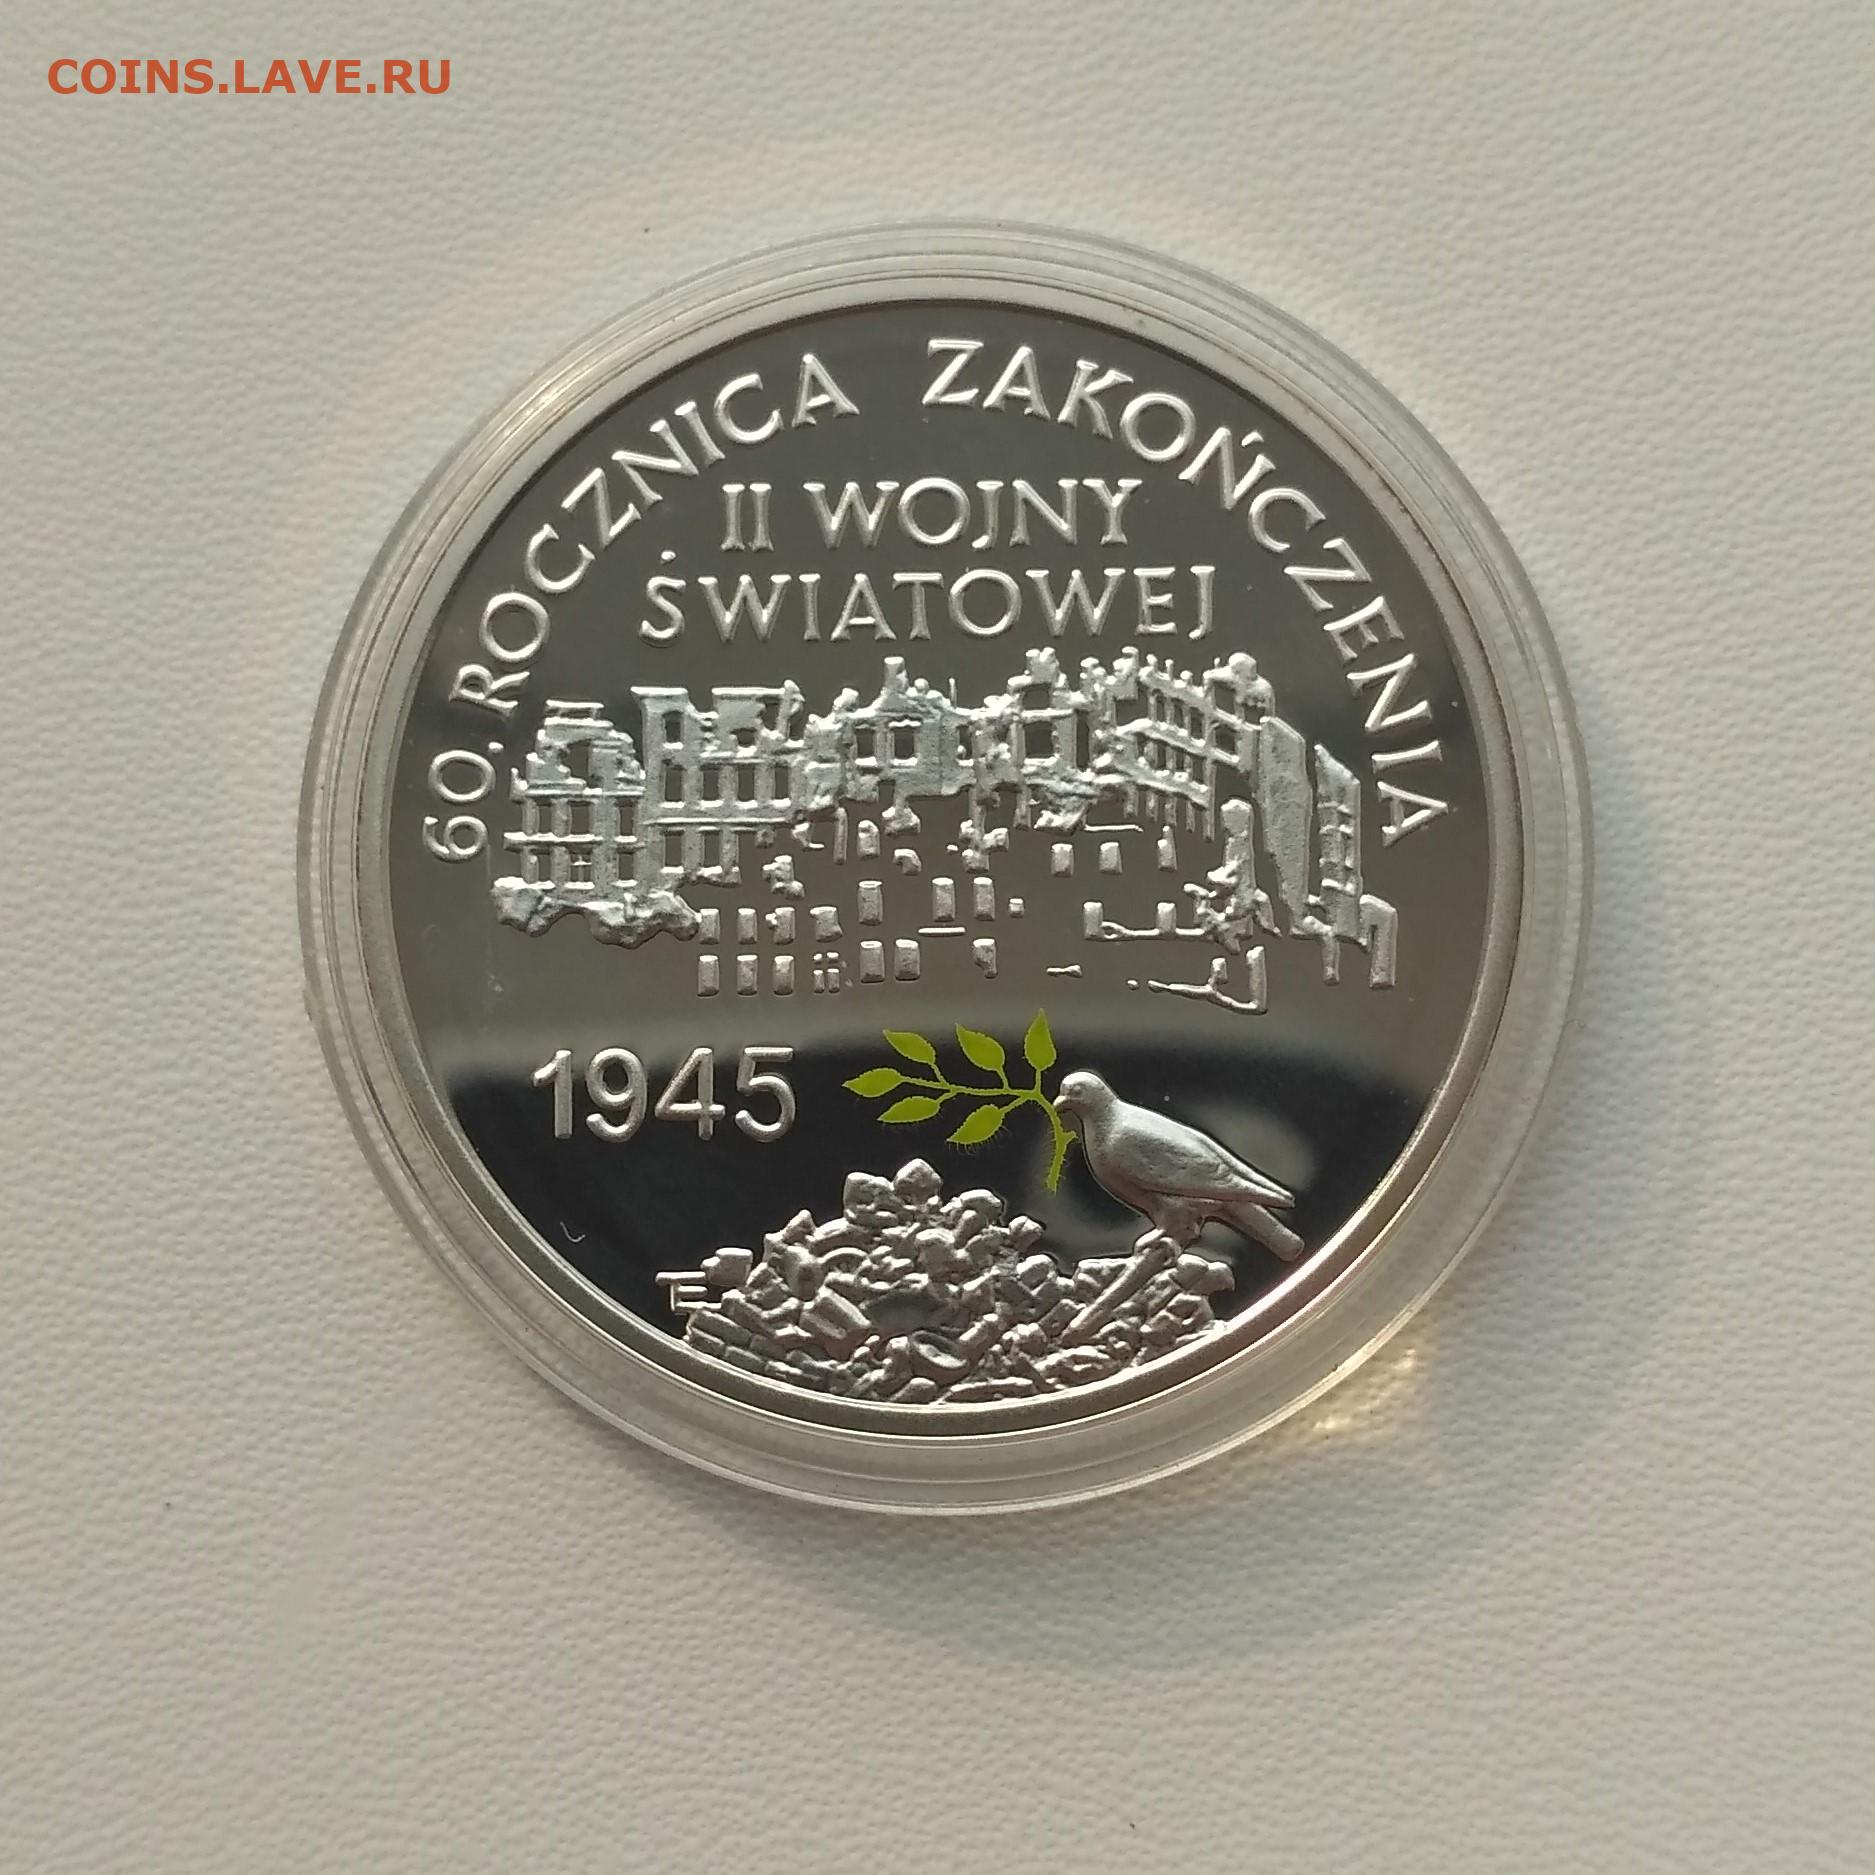 COINS.LAVE.RU
60. ROCZNICA ZAKOŃCZENIA
II WOJNY
ŚWIATOWEJ
1945